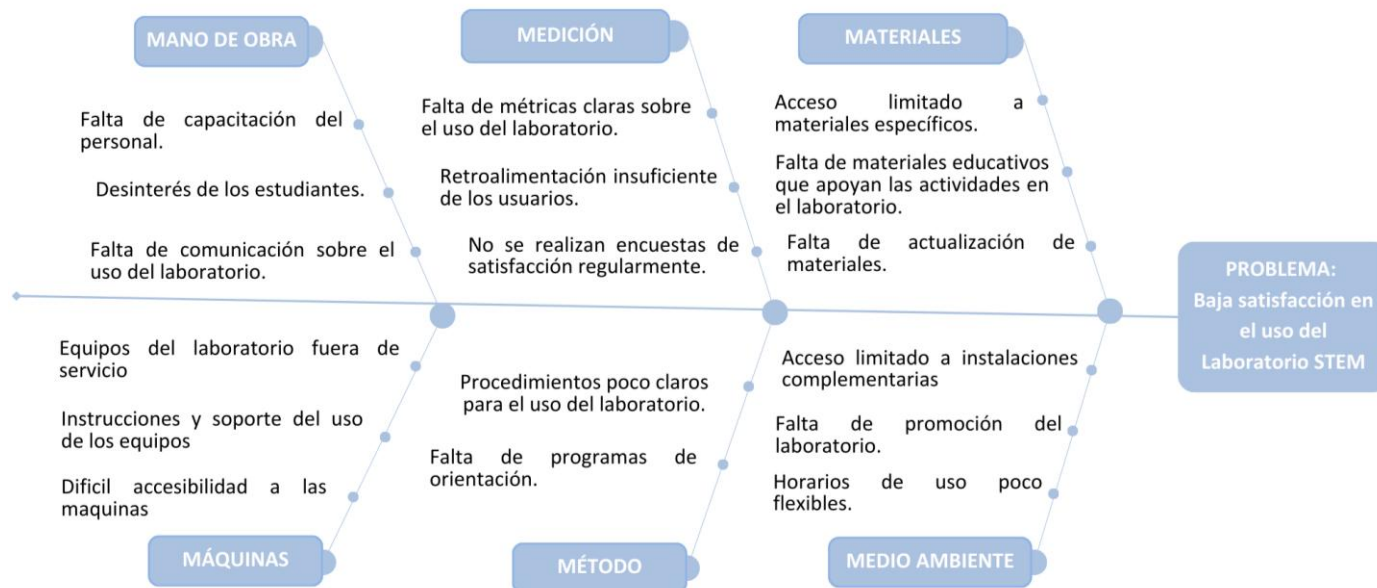 MANO DE OBRA
Falta de capacitación del
personal.
Desinterés de los estudiantes.
Falta de comunicación sobre el
uso del laboratorio.
MEDICIÓN
Falta de métricas claras sobre
el uso del laboratorio.
Retroalimentación insuficiente
de los usuarios.
No se realizan encuestas de
satisfacción regularmente.
MATERIALES
Acceso limitado a
materiales específicos.
Falta de materiales educativos
que apoyan las actividades en
el laboratorio.
Falta de actualización de
materiales.
PROBLEMA:
Baja satisfacción en
el uso del
Laboratorio STEM
Equipos del laboratorio fuera de
servicio
Instrucciones y soporte del uso
de los equipos
Dificil accesibilidad a las
maquinas
MÁQUINAS
Procedimientos poco claros
para el uso del laboratorio.
Falta de programas de
orientación.
MÉTODO
Acceso limitado a instalaciones
complementarias
Falta de promoción del
laboratorio.
Horarios de uso poco
flexibles.
MEDIO AMBIENTE